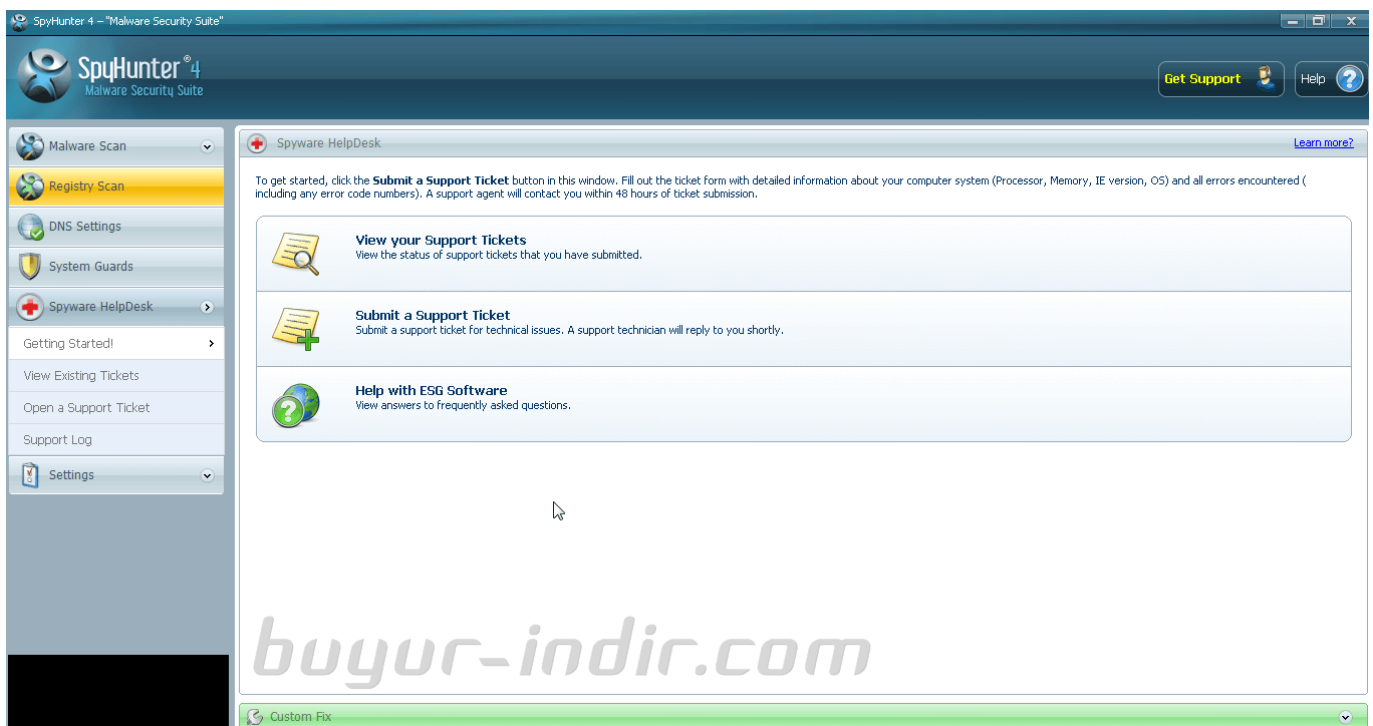 SpyHunter 4 – "Malware Security Suite"
SpyHunter®4
Malware Security Suite
Get Support
Help
Malware Scan
Registry Scan
DNS Settings
System Guards
Spyware HelpDesk
Getting Started!
View Existing Tickets
Open a Support Ticket
Support Log
Settings
Spyware HelpDesk
Learn more?
To get started, click the Submit a Support Ticket button in this window. Fill out the ticket form with detailed information about your computer system (Processor, Memory, IE version, OS) and all errors encountered (
including any error code numbers). A support agent will contact you within 48 hours of ticket submission.
View your Support Tickets
View the status of support tickets that you have submitted.
Submit a Support Ticket
Submit a support ticket for technical issues. A support technician will reply to you shortly.
Help with ESG Software
View answers to frequently asked questions.
buyur-indir.com
Custom Fix